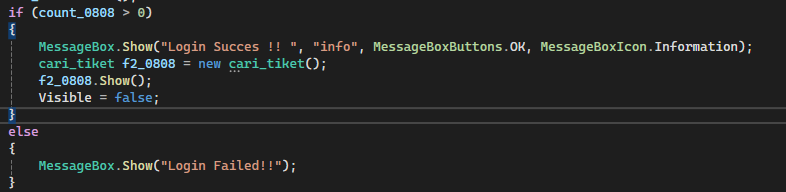 if (count_0808 > 0)
{
MessageBox.Show("Login Succes !! ", "info", MessageBoxButtons.OK, MessageBoxIcon.Information);
cari_tiket f2_0808 = new cari_tiket();
f2_0808.Show();
Visible = false;
}
else
{
MessageBox.Show("Login Failed!!");
}